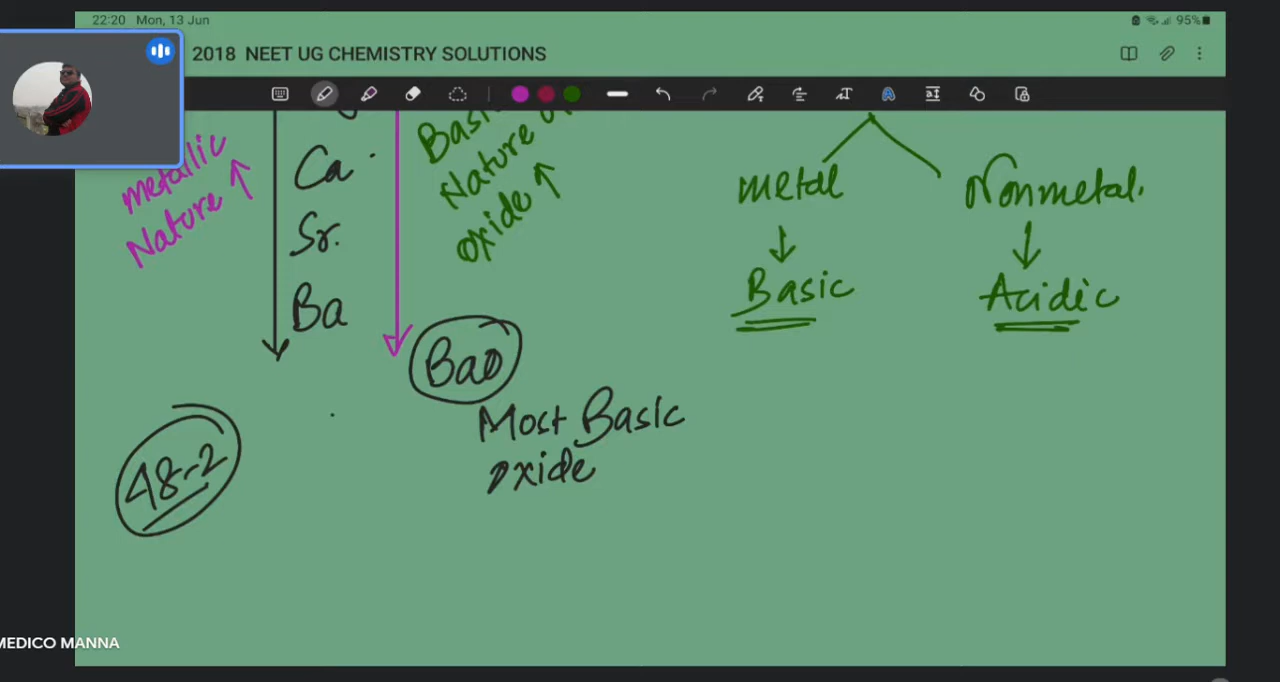 22:20 Mon, 13 Jun
95%
2018 NEET UG CHEMISTRY SOLUTIONS
Metallic
Nature ↑
Ca
Sr.
Ba
Basic
Nature
oxide ↑
BaO
Most Basic
oxide
48-2
Metal
↓
Basic
Nonmetal.
↓
Acidic
MEDICO MANNA